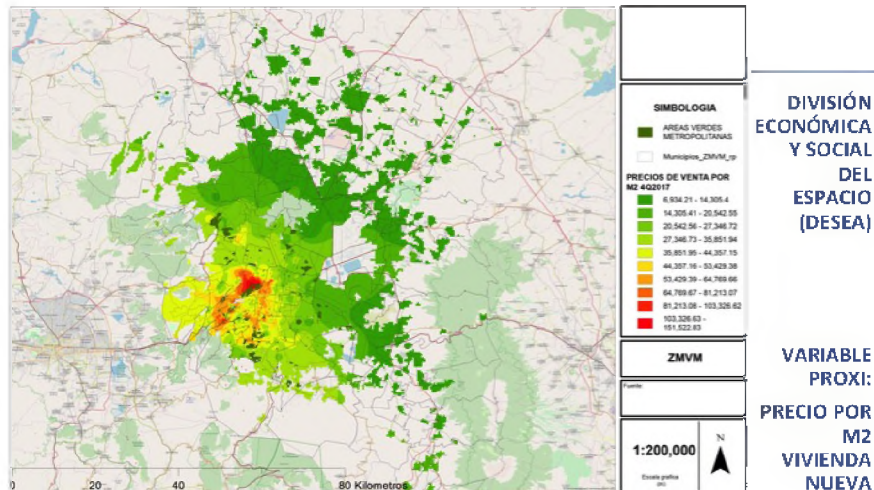 SIMBOLOGIA
AREAS VERDES
METROPOLITANAS
Municipios_ZMVM_rp
PRECIOS DE VENTA POR
M2 4Q2017
6,934.21 - 14,305.4
14,305.41 - 20,542.55
20,542.56 - 27,346.72
27,346.73 - 35,851.94
35,851.95 - 44,357.15
44,357.16 - 53,429.38
53,429.39 - 64,769.66
64,769.67 - 81,213.07
81,213.08 - 103,326.62
103,326.63 -
151,522.83
ZMVM
Fuente:
1:200,000
N
Escala grafica
0
20
40
80 Kilometros
DIVISIÓN
ECONÓMICA
Y SOCIAL
DEL
ESPACIO
(DESEA)
VARIABLE
PROXI:
PRECIO POR
M2
VIVIENDA
NUEVA